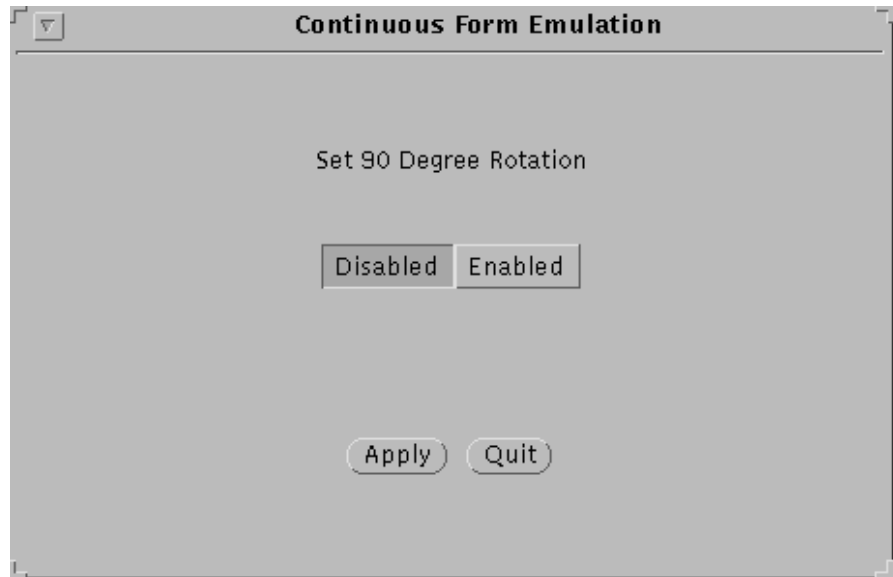 Continuous Form Emulation
Set 90 Degree Rotation
Disabled Enabled
Apply Quit